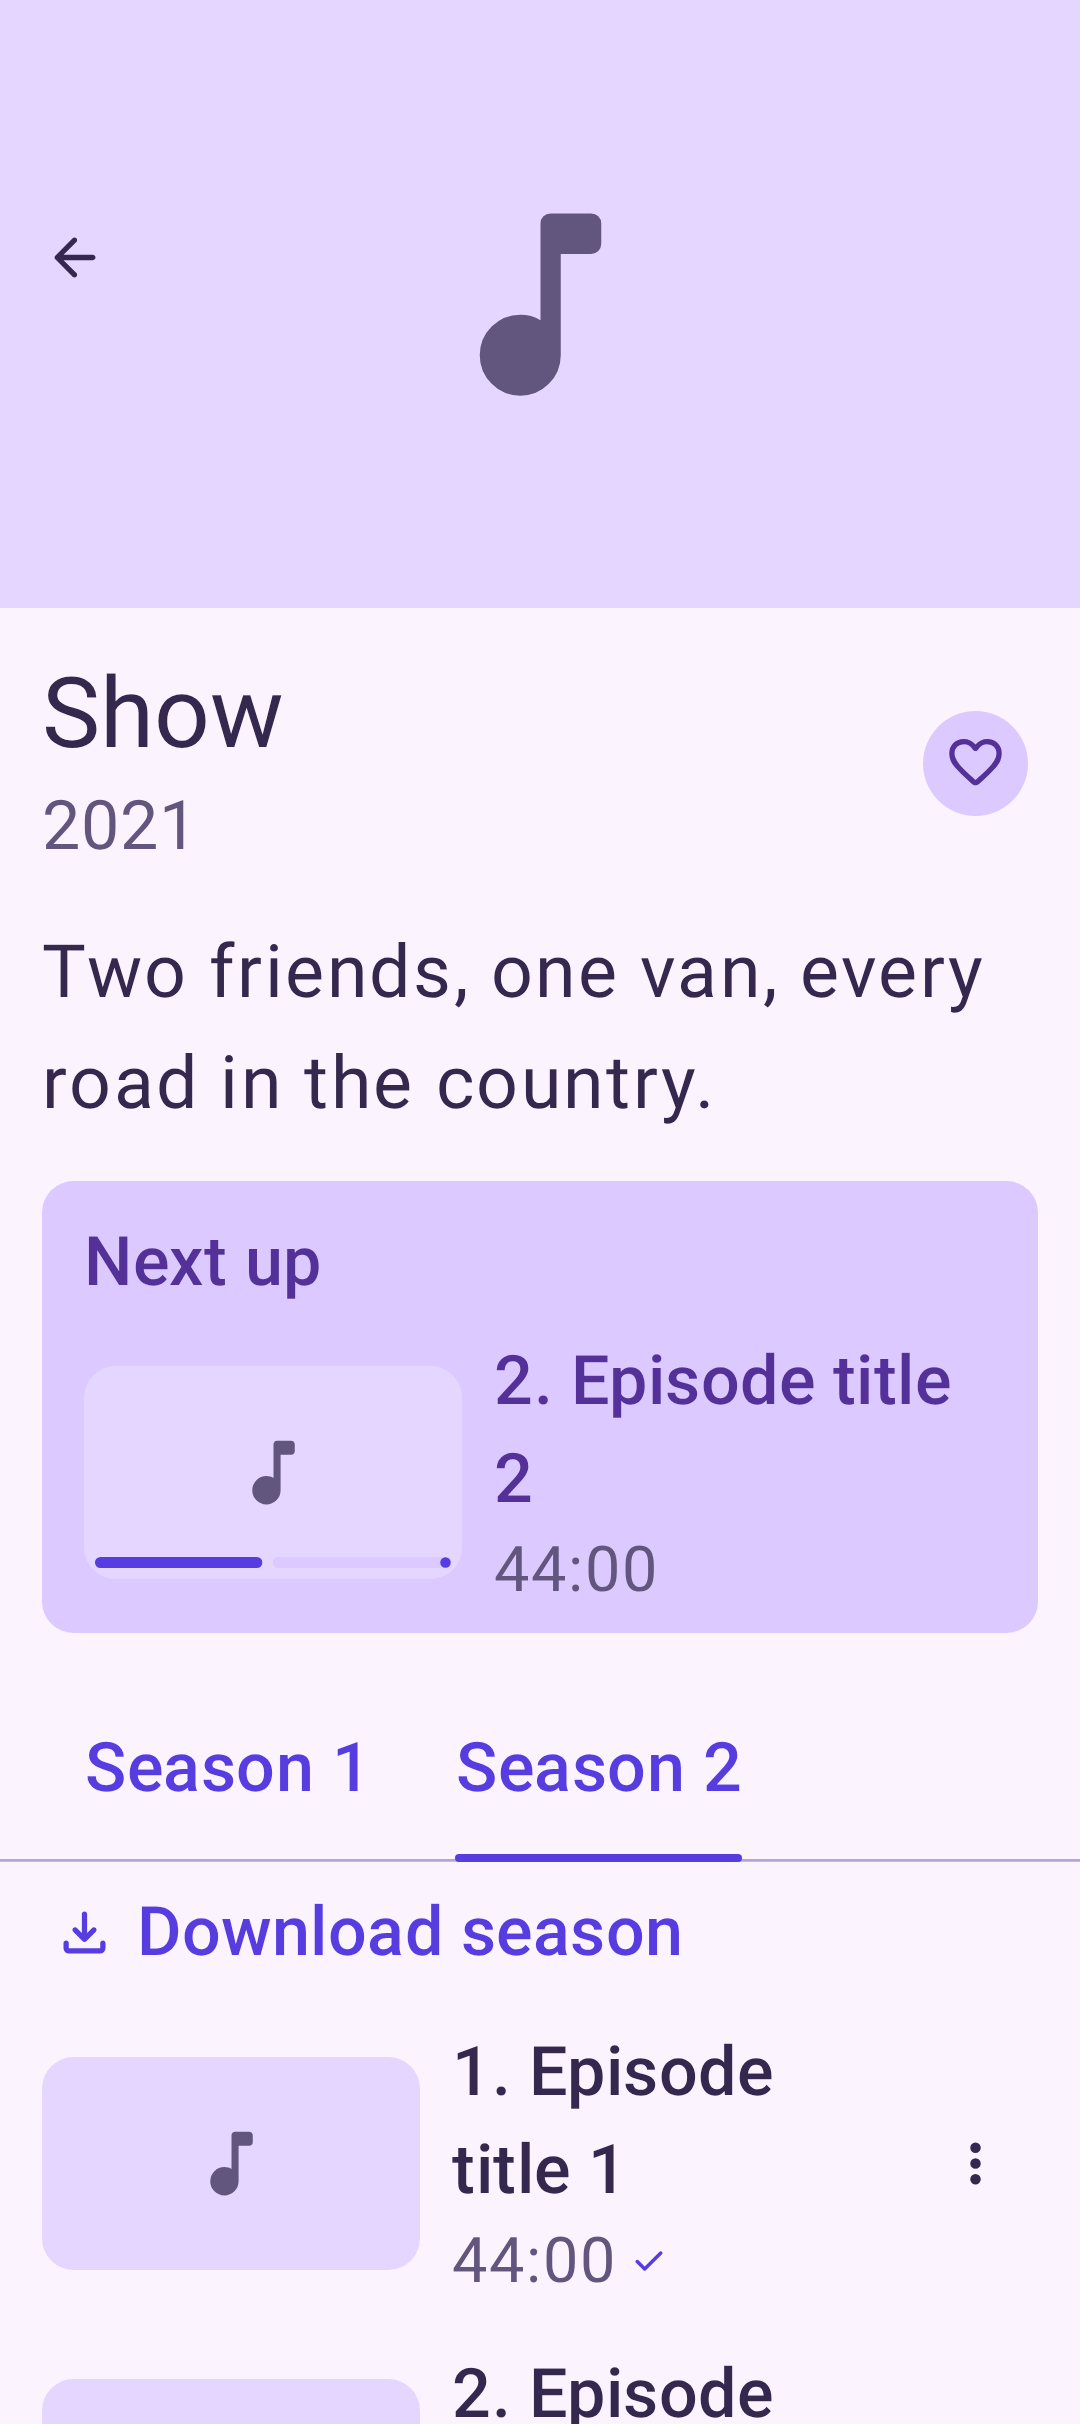 Show
2021
Two friends, one van, every
road in the country.
Next up
2. Episode title
2
44:00
Season 1
Season 2
Download season
1. Episode
title 1
44:00
2. Episode